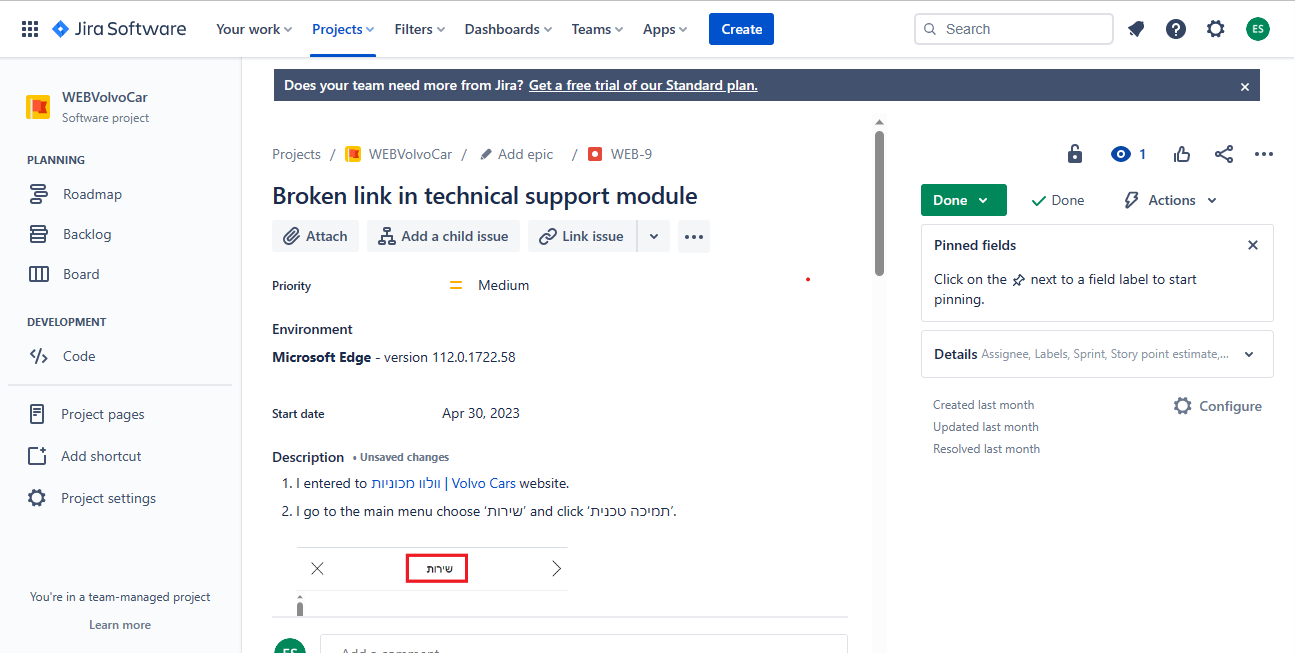 Jira Software
Your work
Projects
Filters
Dashboards
Teams
Apps
Create
Search
ES
WEBVolvoCar
Software project
PLANNING
Roadmap
Backlog
Board
DEVELOPMENT
Code
Project pages
Add shortcut
Project settings
You're in a team-managed project
Learn more
Does your team need more from Jira? Get a free trial of our Standard plan.
Projects / WEBVolvoCar / Add epic / WEB-9
Broken link in technical support module
Attach
Add a child issue
Link issue
Priority
Medium
Environment
Microsoft Edge - version 112.0.1722.58
Start date
Apr 30, 2023
Description • Unsaved changes
1. I entered to וולוו מכוניות | Volvo Cars website.
2. I go to the main menu choose ‘שירות’ and click ‘תמיכה טכנית’.
שירות
ES
Add a comment
1
Done
Done
Actions
Pinned fields
Click on the next to a field label to start
pinning.
Details Assignee, Labels, Sprint, Story point estimate,...
Created last month
Updated last month
Resolved last month
Configure